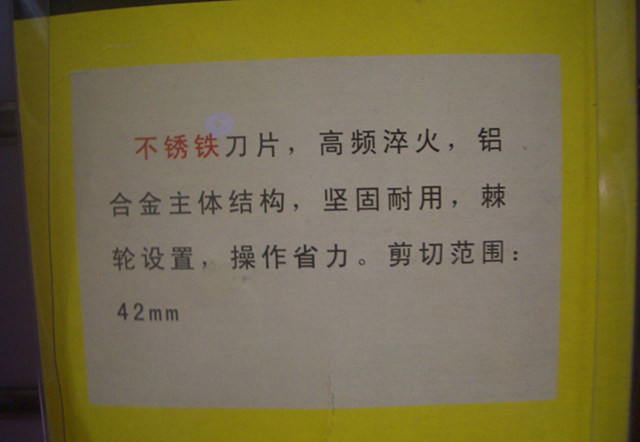 不锈铁刀片，高频淬火，铝
合金主体结构，坚固耐用，棘
轮设置，操作省力。剪切范围：
42mm